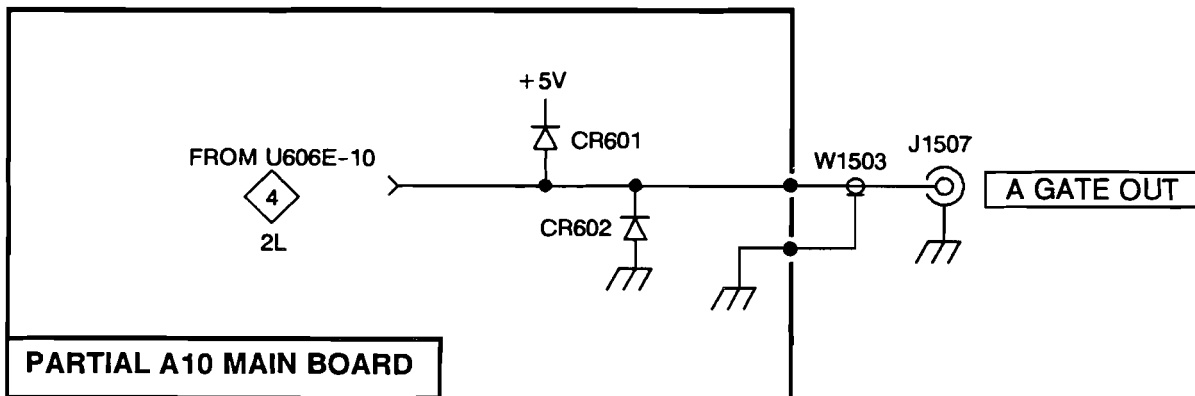 +5V
CR601
FROM U606E-10
4
2L
CR602
W1503
J1507
A GATE OUT
PARTIAL A10 MAIN BOARD